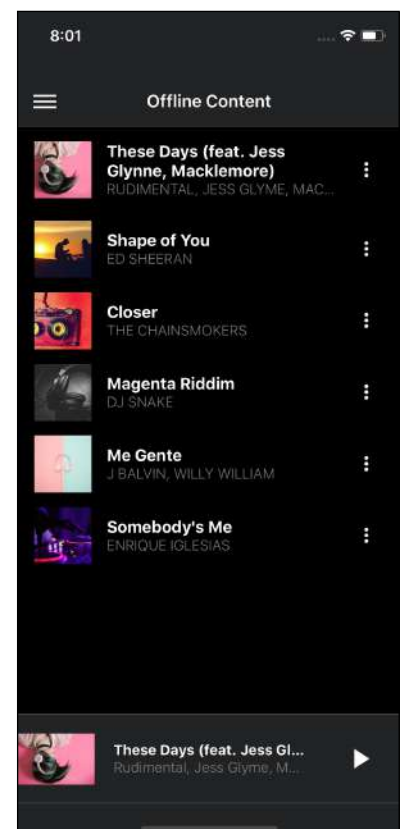 8:01
Offline Content
These Days (feat. Jess
Glynne, Macklemore)
RUDIMENTAL, JESS GLYME, MAC...
Shape of You
ED SHEERAN
Closer
THE CHAINSMOKERS
Magenta Riddim
DJ SNAKE
Me Gente
J BALVIN, WILLY WILLIAM
Somebody's Me
ENRIQUE IGLESIAS
These Days (feat. Jess Gl...
Rudimental, Jess Glyme, M...